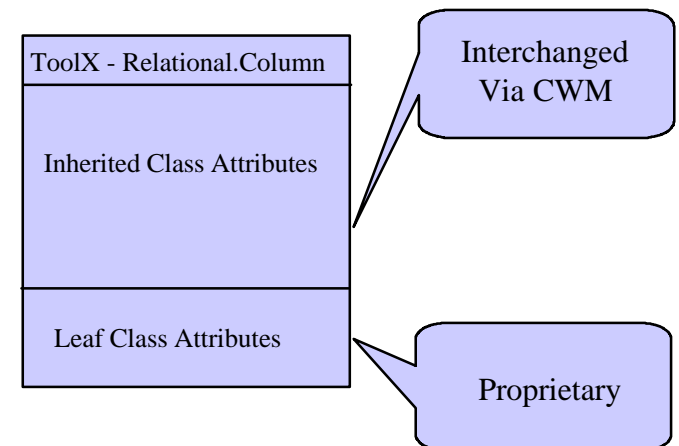 ToolX - Relational.Column
Inherited Class Attributes
Leaf Class Attributes
Interchanged
Via CWM
Proprietary